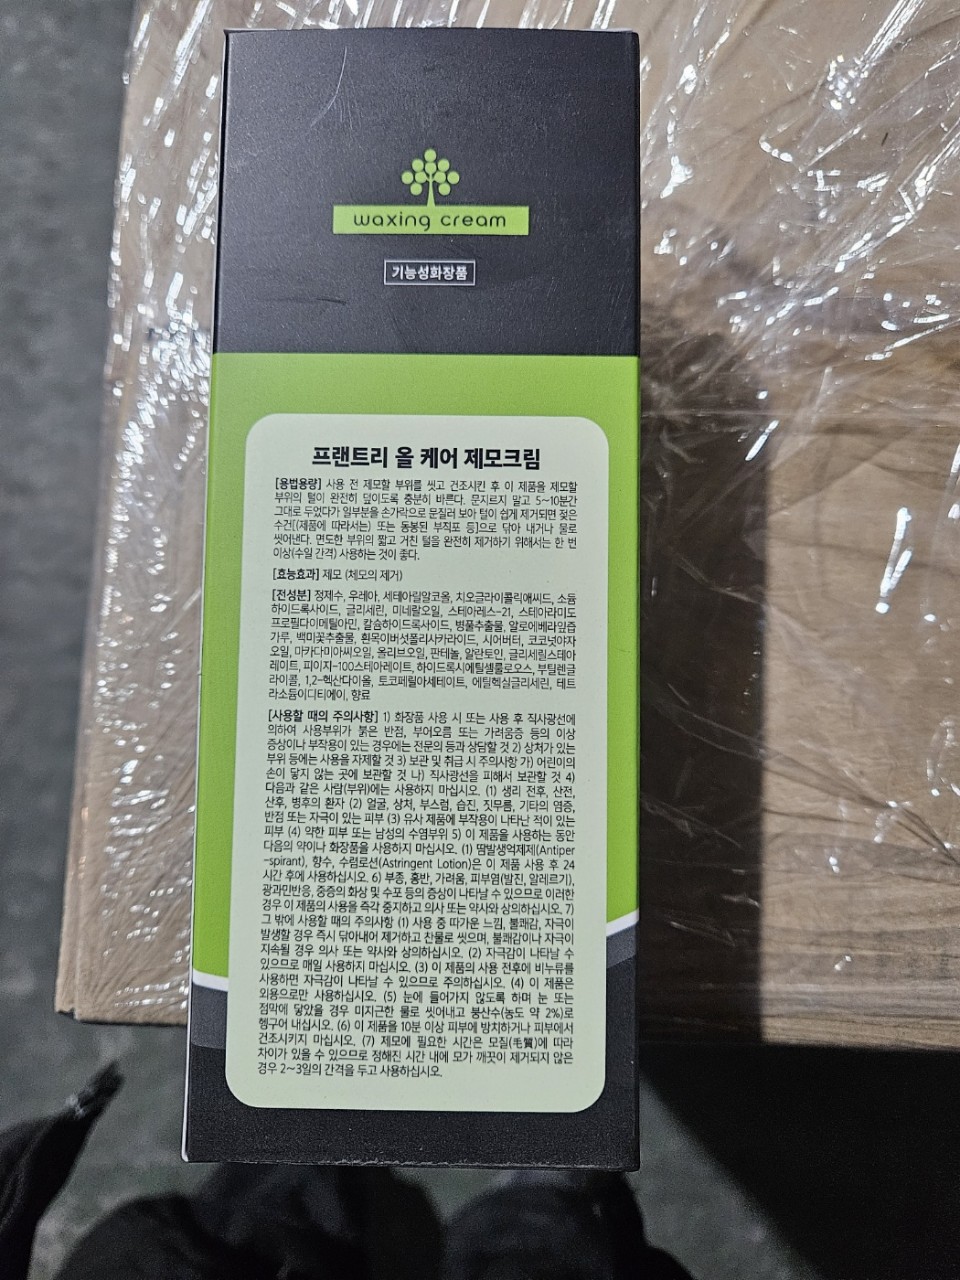 waxing cream
기능성화장품
프랜트리 올 케어 제모크림
[용법용량] 사용 전 제모할 부위를 씻고 건조시킨 후 이 제품을 제모할
부위의 털이 완전히 덮이도록 충분히 바른다. 문지르지 말고 5~10분간
그대로 두었다가 일부분을 손가락으로 문질러 보아 털이 쉽게 제거되면 젖은
수건[(제품에 따라서는) 또는 동봉된 부직포 등]으로 닦아 내거나 물로
씻어낸다. 면도한 부위의 짧고 거친 털을 완전히 제거하기 위해서는 한 번
이상(수일 간격) 사용하는 것이 좋다.
[효능효과] 제모 (체모의 제거)
[전성분] 정제수, 우레아, 세테아릴알코올, 치오글라이콜릭애씨드, 소듐
하이드록사이드, 글리세린, 미네랄오일, 스테아레스-21, 스테아라미도
프로필다이메틸아민, 칼슘하이드록사이드, 병풀추출물, 알로에베라잎즙
가루, 백미꽃추출물, 흰목이버섯폴리사카라이드, 시어버터, 코코넛야자
오일, 마카다미아씨오일, 올리브오일, 판테놀, 알란토인, 글리세릴스테아
레이트, 피이지-100스테아레이트, 하이드록시에틸셀룰로오스, 부틸렌글
라이콜, 1,2-헥산다이올, 토코페릴아세테이트, 에틸헥실글리세린, 테트
라소듐이디티에이, 향료
[사용할 때의 주의사항] 1) 화장품 사용 시 또는 사용 후 직사광선에
의하여 사용부위가 붉은 반점, 부어오름 또는 가려움증 등의 이상
증상이나 부작용이 있는 경우에는 전문의 등과 상담할 것 2) 상처가 있는
부위 등에는 사용을 자제할 것 3) 보관 및 취급 시 주의사항 가) 어린이의
손이 닿지 않는 곳에 보관할 것 나) 직사광선을 피해서 보관할 것 4)
다음과 같은 사람(부위)에는 사용하지 마십시오. (1) 생리 전후, 산전,
산후, 병후의 환자 (2) 얼굴, 상처, 부스럼, 습진, 짓무름, 기타의 염증,
반점 또는 자극이 있는 피부 (3) 유사 제품에 부작용이 나타난 적이 있는
피부 (4) 약한 피부 또는 남성의 수염부위 5) 이 제품을 사용하는 동안
다음의 약이나 화장품을 사용하지 마십시오. (1) 땀발생억제제(Antiper
-spirant), 향수, 수렴로션(Astringent Lotion)은 이 제품 사용 후 24
시간 후에 사용하십시오. 6) 부종, 홍반, 가려움, 피부염(발진, 알레르기),
광과민반응, 중증의 화상 및 수포 등의 증상이 나타날 수 있으므로 이러한
경우 이 제품의 사용을 즉각 중지하고 의사 또는 약사와 상의하십시오. 7)
그 밖에 사용할 때의 주의사항 (1) 사용 중 따가운 느낌, 불쾌감, 자극이
발생할 경우 즉시 닦아내어 제거하고 찬물로 씻으며, 불쾌감이나 자극이
지속될 경우 의사 또는 약사와 상의하십시오. (2) 자극감이 나타날 수
있으므로 매일 사용하지 마십시오. (3) 이 제품의 사용 전후에 비누류를
사용하면 자극감이 나타날 수 있으므로 주의하십시오. (4) 이 제품은
외용으로만 사용하십시오. (5) 눈에 들어가지 않도록 하며 눈 또는
점막에 닿았을 경우 미지근한 물로 씻어내고 붕산수(농도 약 2%)로
헹구어 내십시오. (6) 이 제품을 10분 이상 피부에 방치하거나 피부에서
건조시키지 마십시오. (7) 제모에 필요한 시간은 모질(毛質)에 따라
차이가 있을 수 있으므로 정해진 시간 내에 모가 깨끗이 제거되지 않은
경우 2~3일의 간격을 두고 사용하십시오.